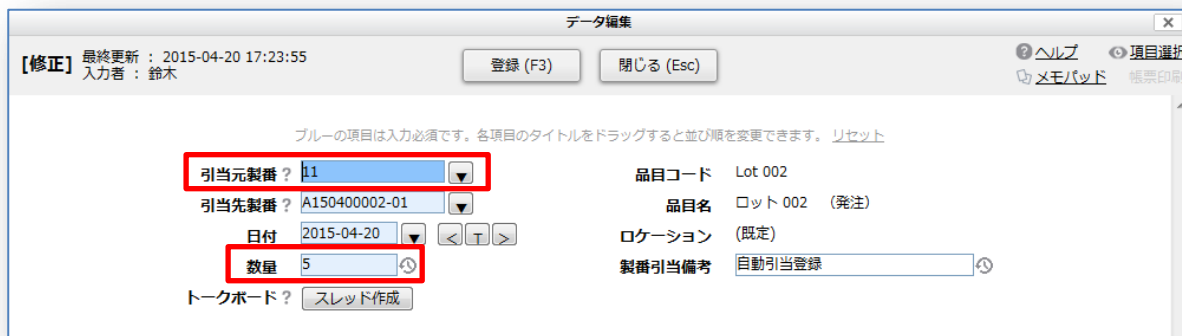 データ編集
[修正] 最終更新 : 2015-04-20 17:23:55
入力者 : 鈴木
登録 (F3) 閉じる (Esc)
ヘルプ 項目選択
メモパッド 帳票印刷
ブルーの項目は入力必須です。各項目のタイトルをドラッグすると並び順を変更できます。 リセット
引当元製番 ? 11 品目コード Lot 002
引当先製番 ? A150400002-01 品目名 ロット 002 (発注)
日付 2015-04-20 < T > ロケーション (既定)
数量 5 製番引当備考 自動引当登録
トークボード ? スレッド作成